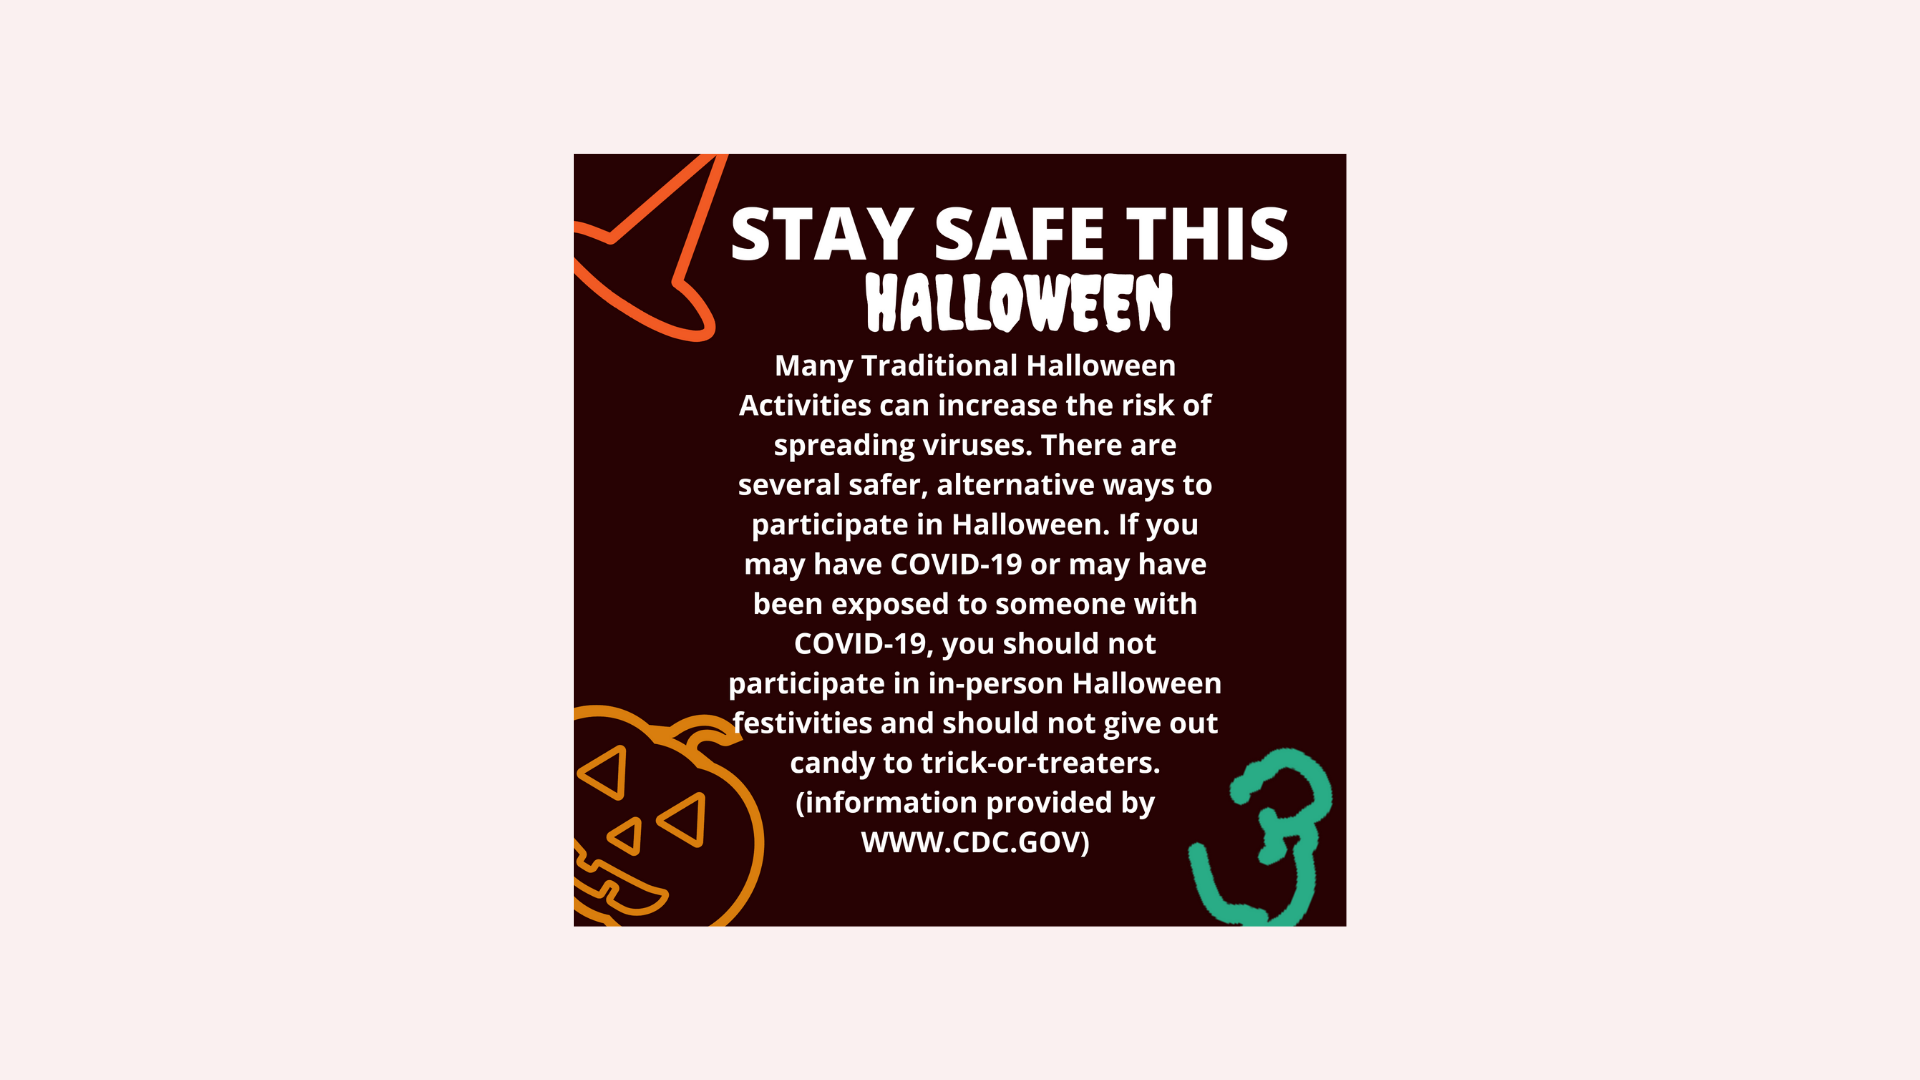 STAY SAFE THIS
HALLOWEEN
Many Traditional Halloween
Activities can increase the risk of
spreading viruses. There are
several safer, alternative ways to
participate in Halloween. If you
may have COVID-19 or may have
been exposed to someone with
COVID-19, you should not
participate in in-person Halloween
festivities and should not give out
candy to trick-or-treaters.
(information provided by
WWW.CDC.GOV)